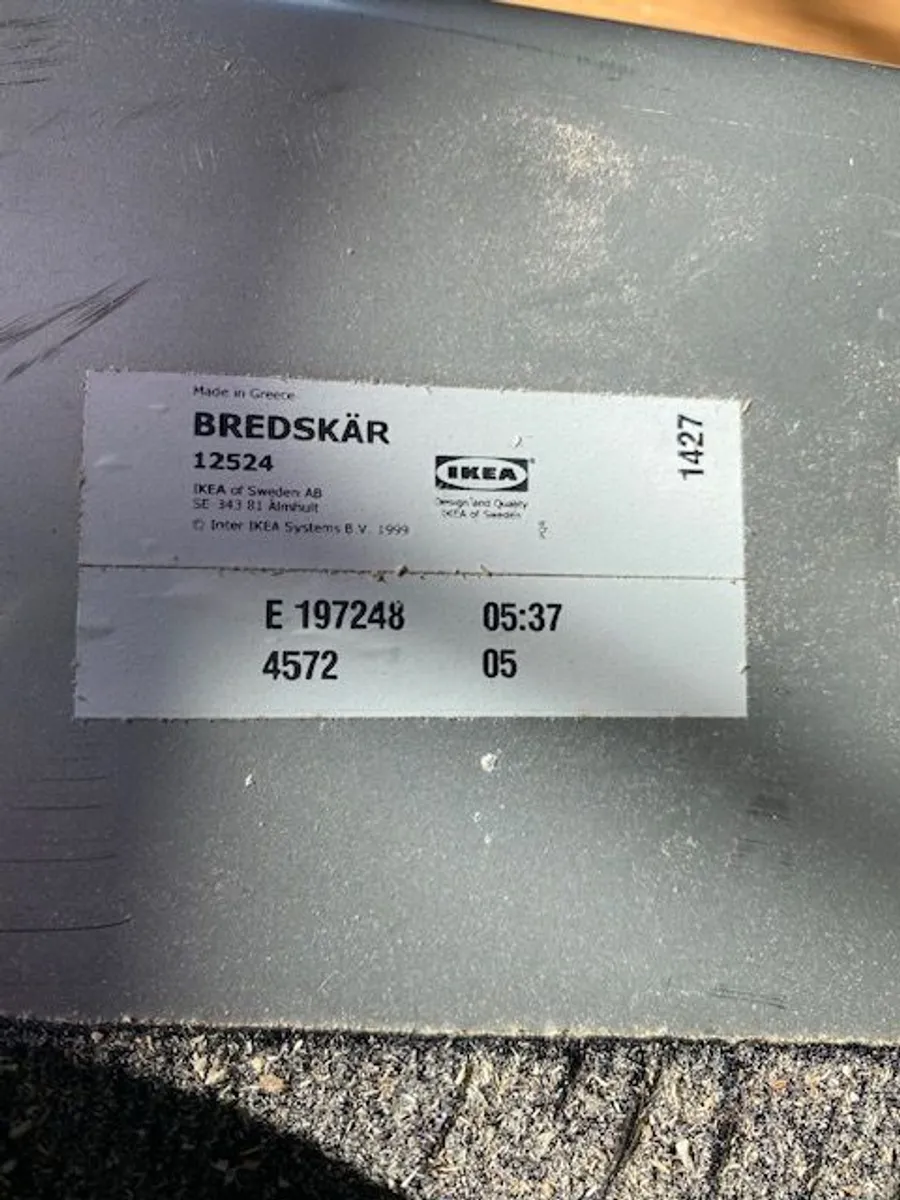 Made in Greece
BREDSKÄR
12524
IKEA of Sweden AB
SE-343 81 Älmhult
© Inter IKEA Systems B.V. 1999
IKEA®
Design and Quality
IKEA of Sweden
1427
E 197248 05:37
4572 05